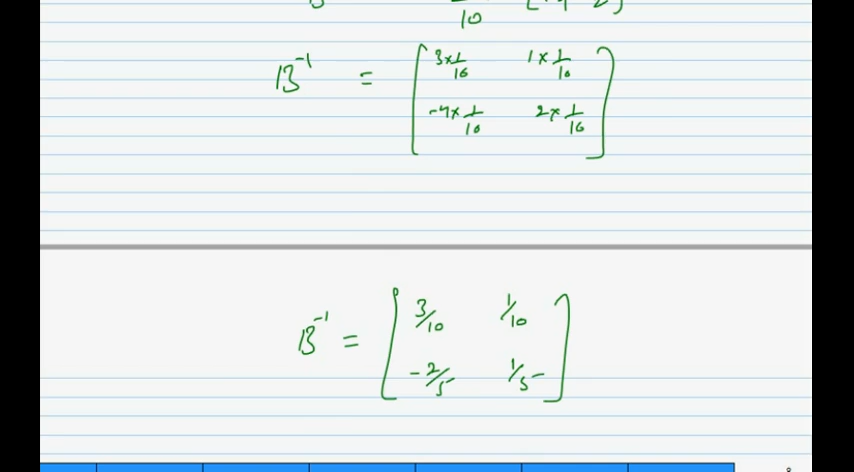 10
B⁻¹ = [ 3×1/10 1×1/10
-4×1/10 2×1/10 ]
B⁻¹ = [ 3/10 1/10
-2/5 1/5 ]